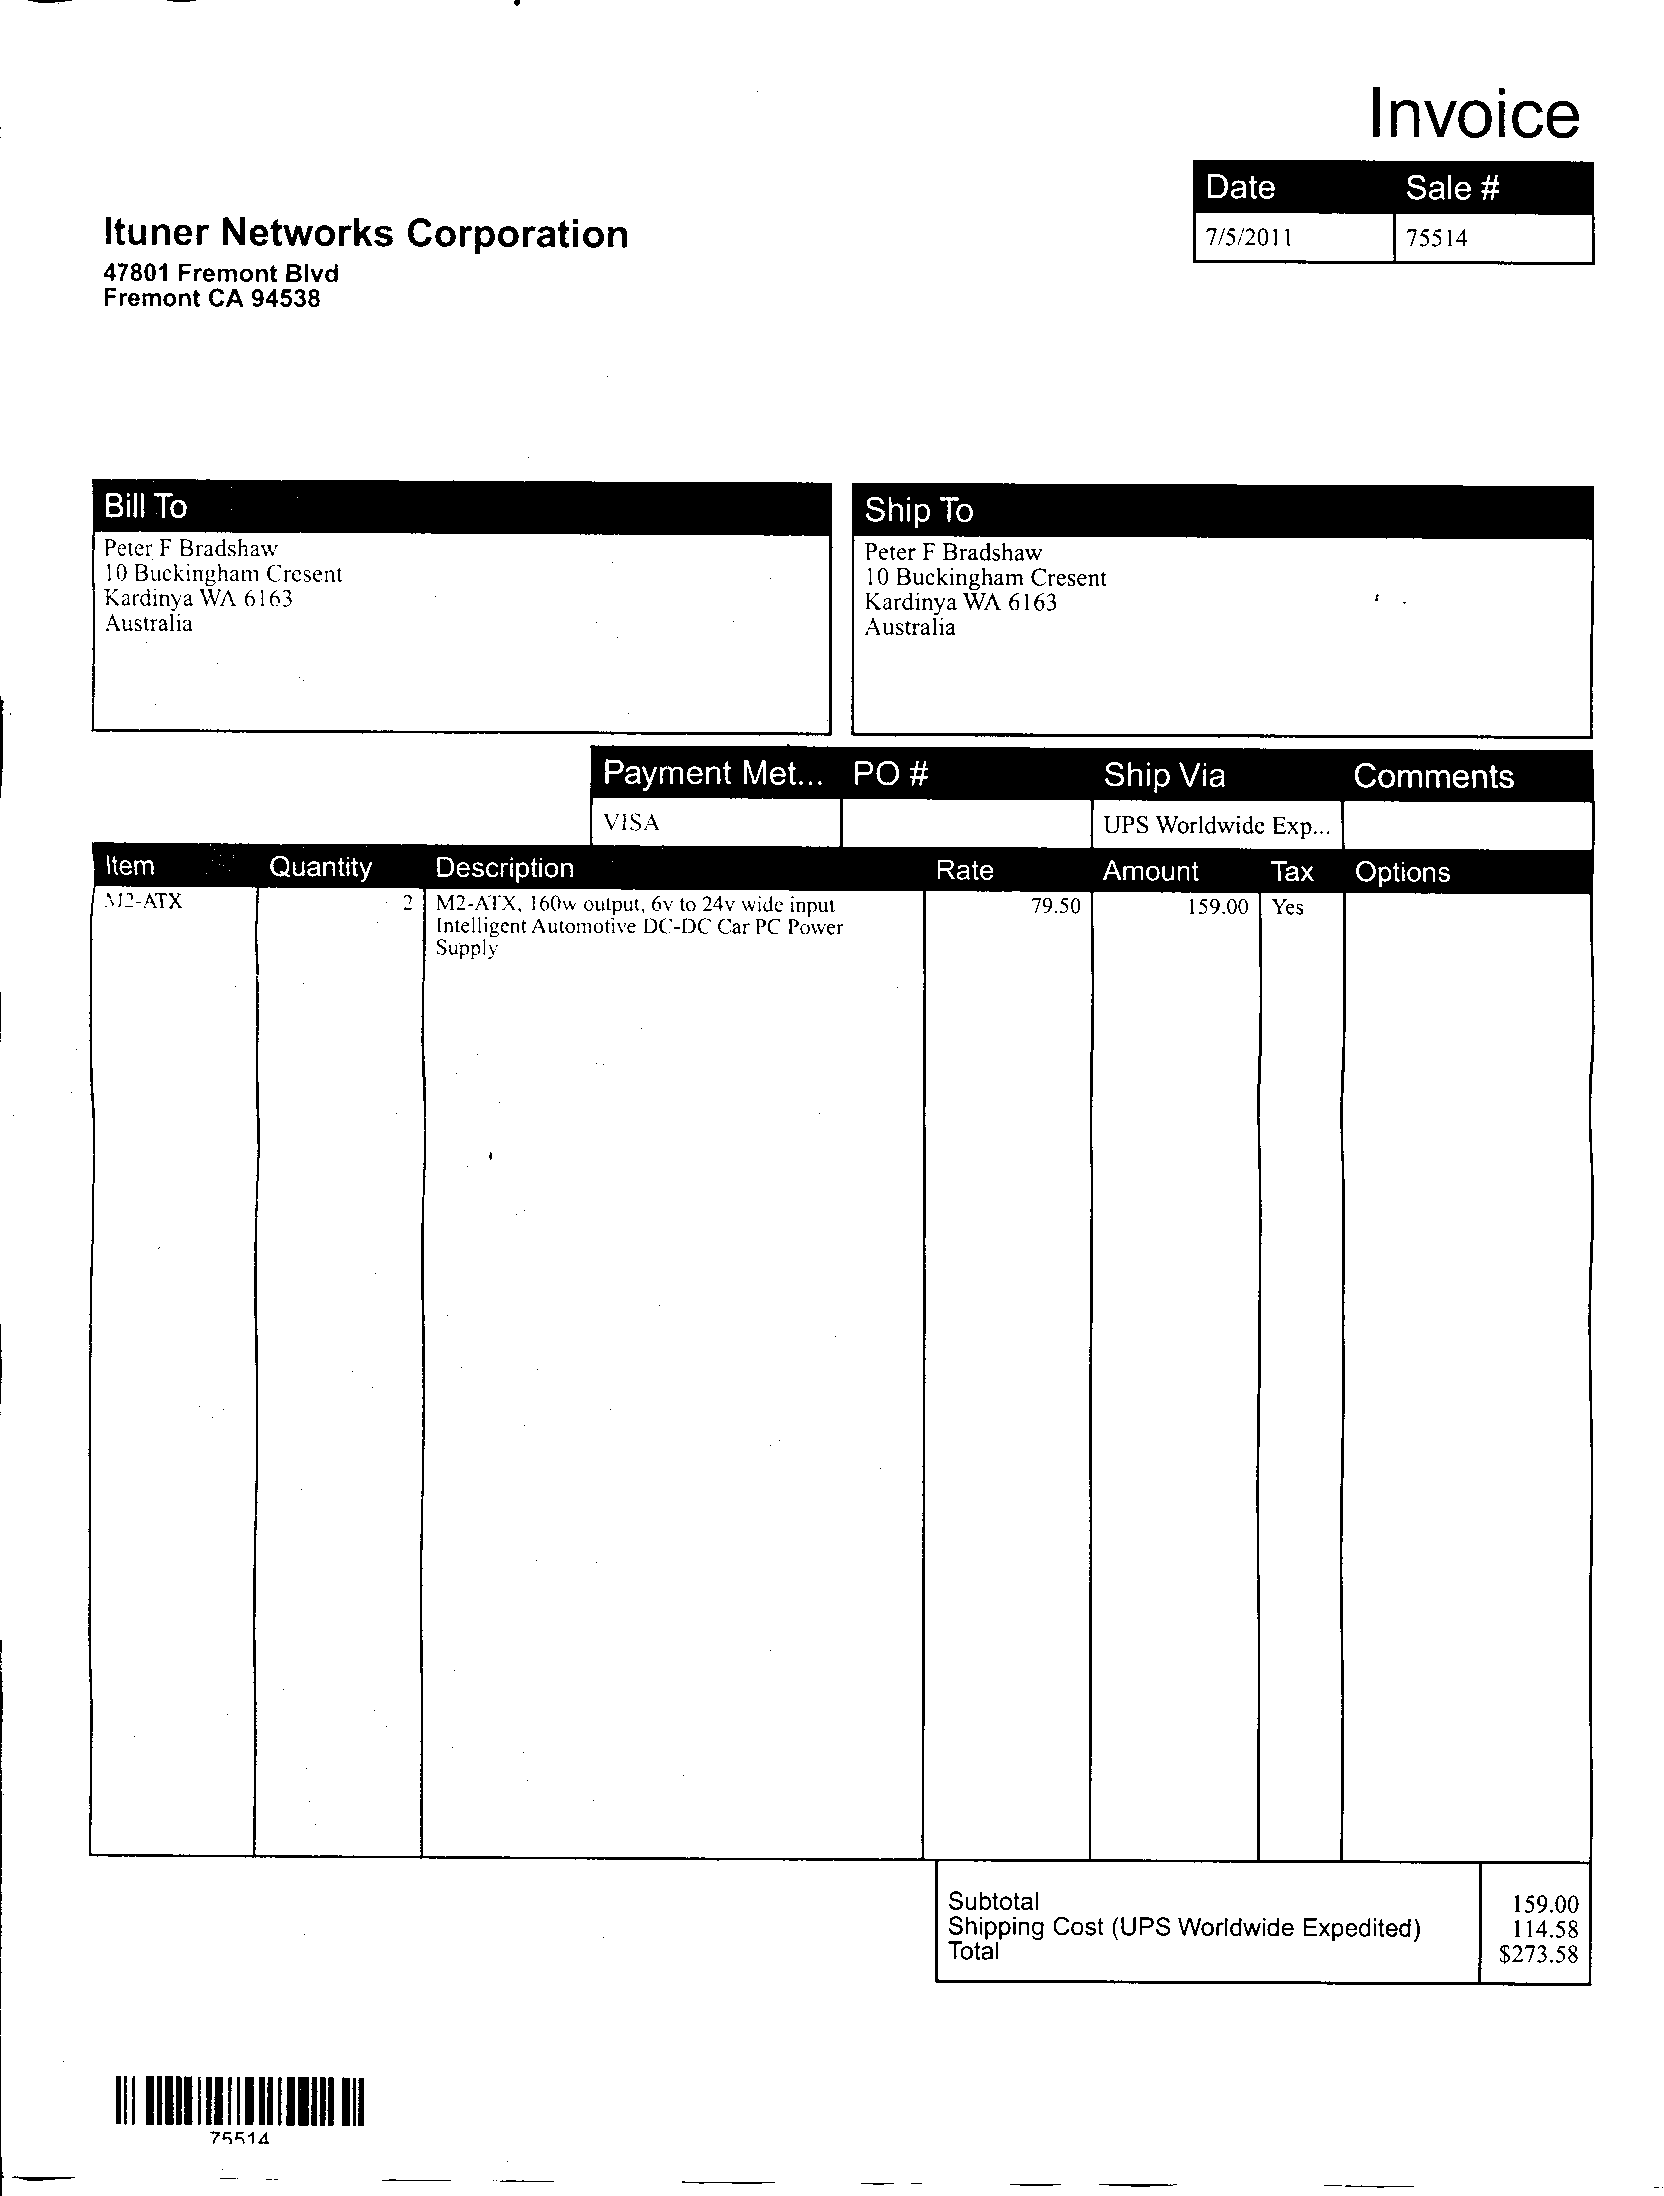 Invoice
Date Sale #
7/5/2011 75514
Ituner Networks Corporation
47801 Fremont Blvd
Fremont CA 94538
Bill To
Peter F Bradshaw
10 Buckingham Cresent
Kardinya WA 6163
Australia
Ship To
Peter F Bradshaw
10 Buckingham Cresent
Kardinya WA 6163
Australia
Payment Met... PO # Ship Via Comments
VISA UPS Worldwide Exp...
Item Quantity Description Rate Amount Tax Options
M2-ATX 2 M2-ATX, 160w output, 6v to 24v wide input 79.50 159.00 Yes
Intelligent Automotive DC-DC Car PC Power
Supply
Subtotal 159.00
Shipping Cost (UPS Worldwide Expedited) 114.58
Total $273.58
75514